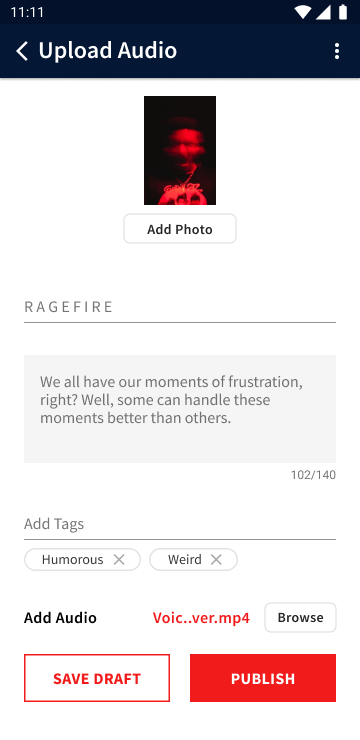 11:11
Upload Audio
Add Photo
RAGEFIRE
We all have our moments of frustration,
right? Well, some can handle these
moments better than others.
102/140
Add Tags
Humorous
Weird
Add Audio Voic..ver.mp4 Browse
SAVE DRAFT PUBLISH